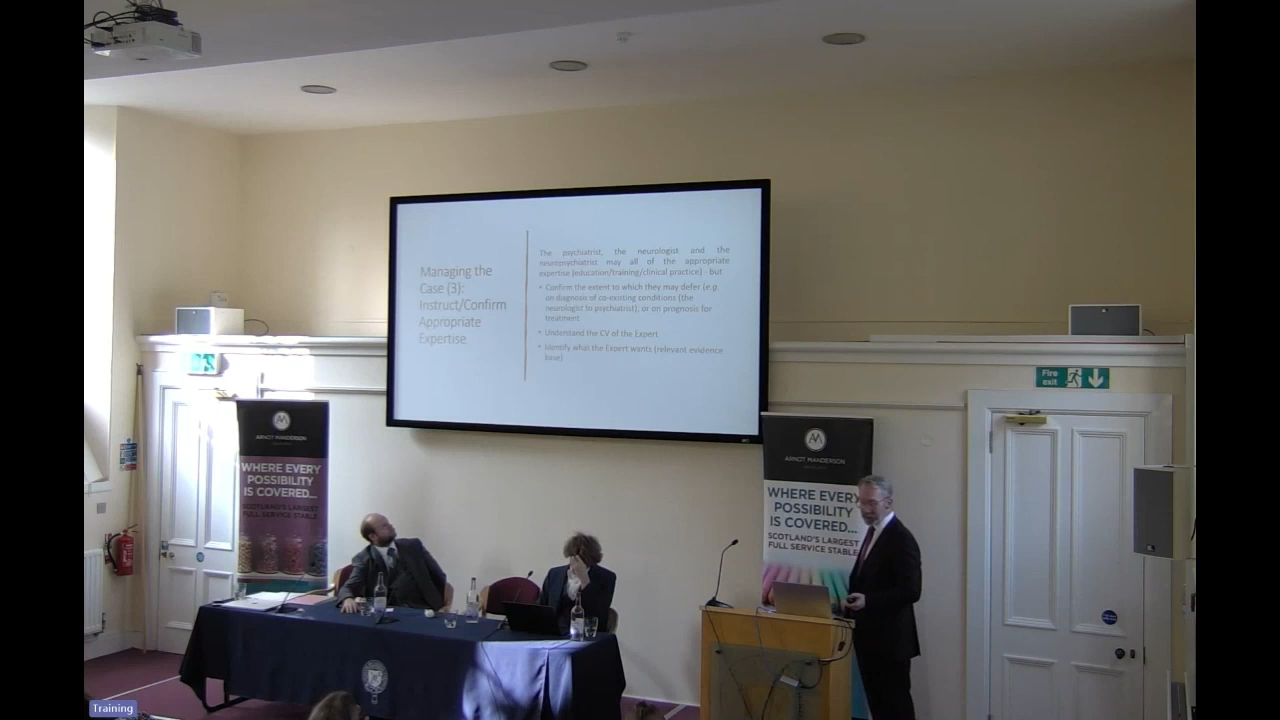 Managing the
Case (3):
Instruct/Confirm
Appropriate
Expertise
The psychiatrist, the neurologist and the
neuropsychiatrist may all of the appropriate
expertise (education/training/clinical practice) - but
• Confirm the extent to which they may defer (e.g.
on diagnosis of co-existing conditions (the
neurologist to psychiatrist), or on prognosis for
treatment
• Understand the CV of the Expert
• Identify what the Expert wants (relevant evidence
base)
ARNOT MANDERSON
WHERE EVERY
POSSIBILITY
IS COVERED...
SCOTLAND'S LARGEST
FULL SERVICE STABLE
ARNOT MANDERSON
WHERE EVERY
POSSIBILITY
IS COVERED...
SCOTLAND'S LARGEST
FULL SERVICE STABLE
Fire
exit
Training